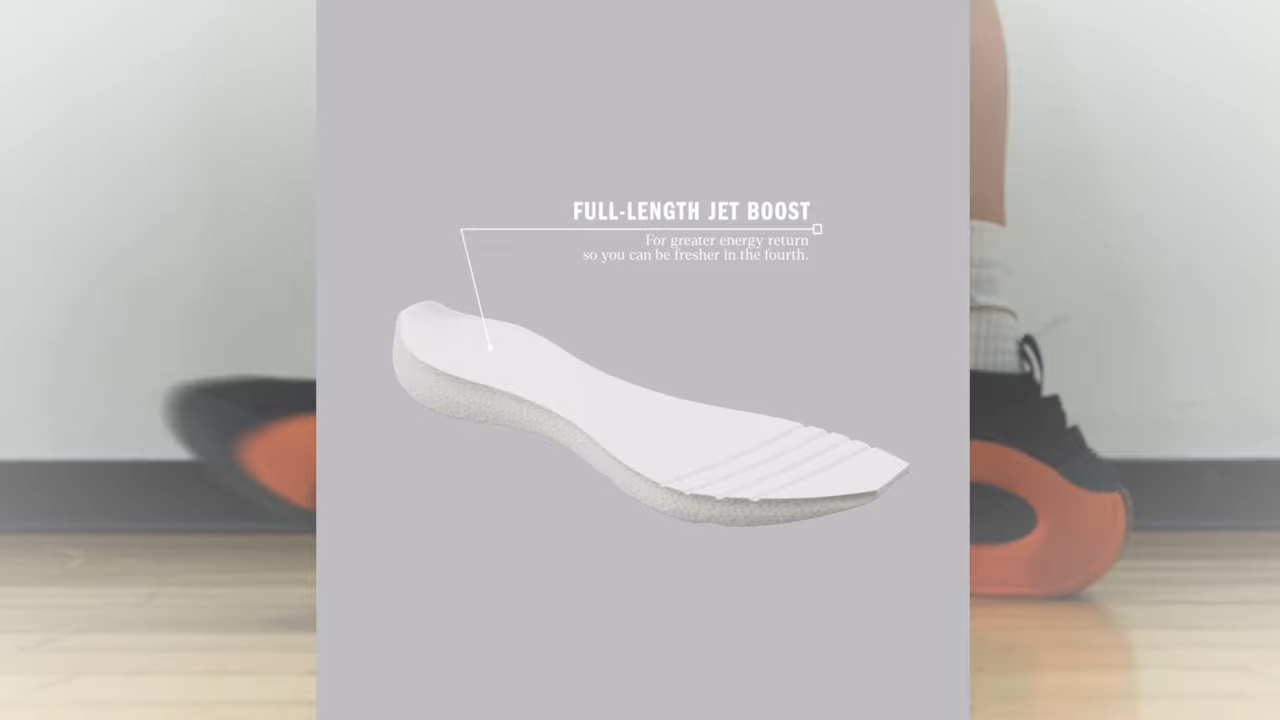 FULL-LENGTH JET BOOST
For greater energy return
so you can be fresher in the fourth.